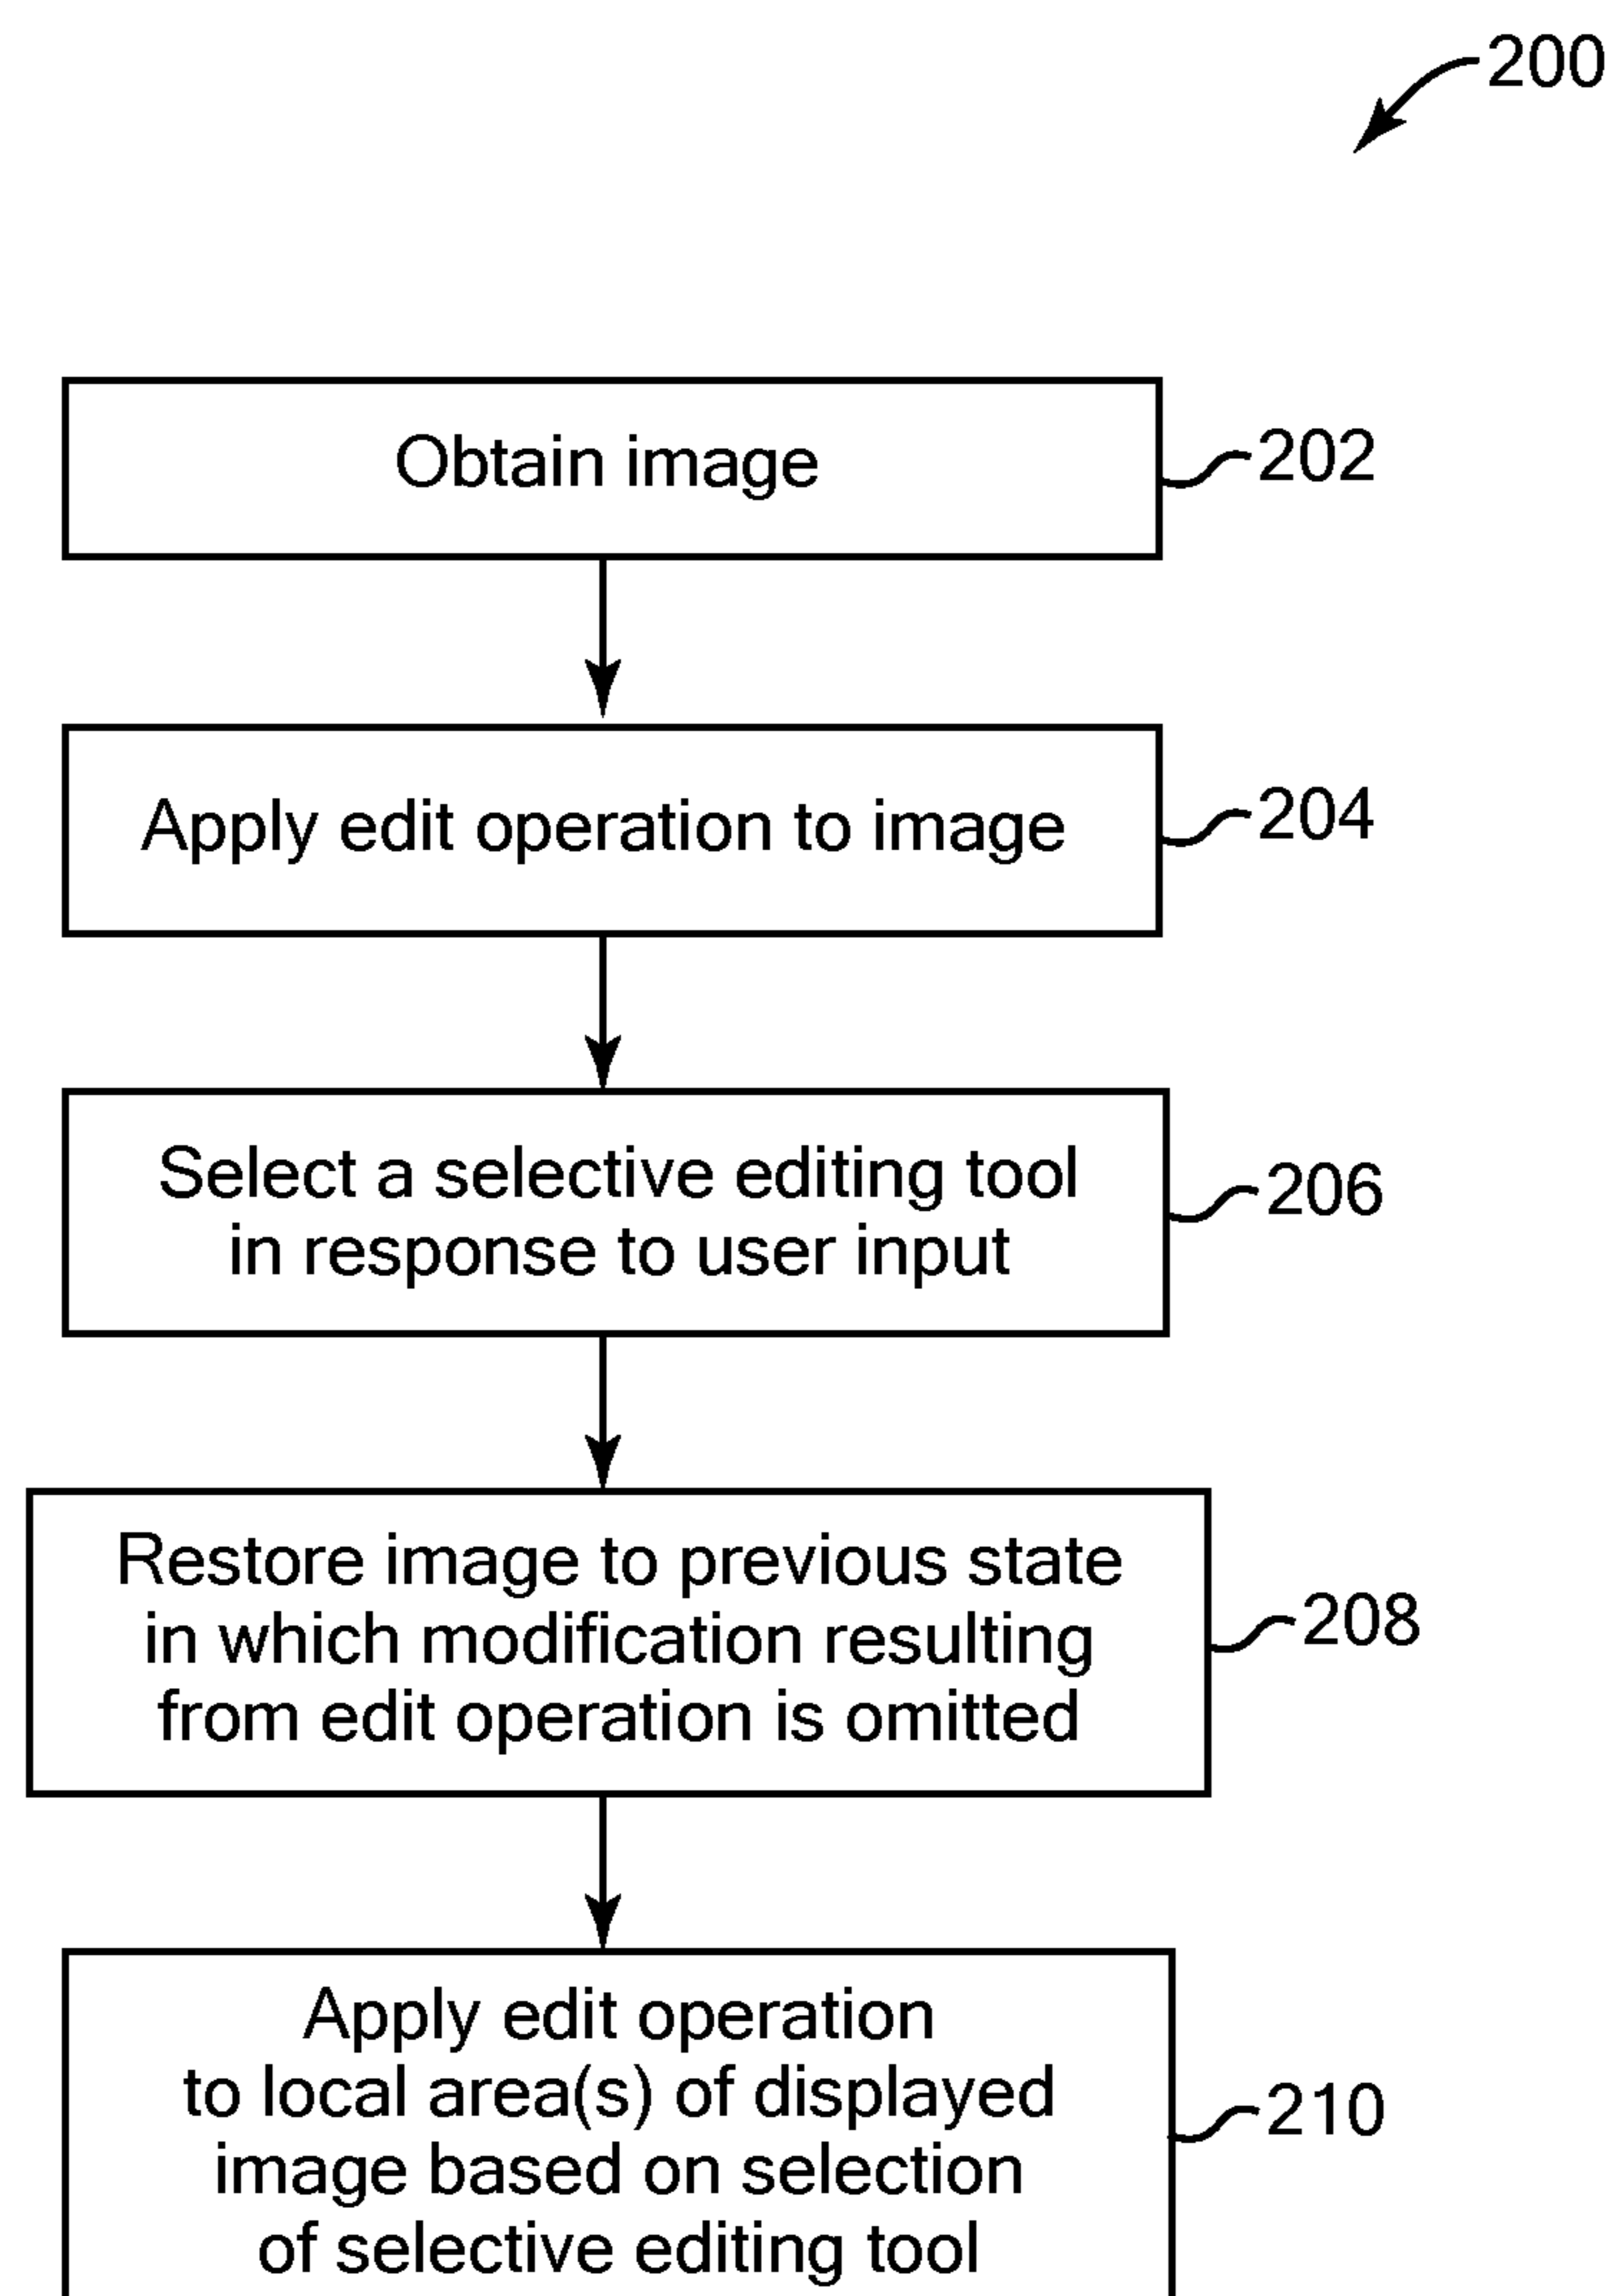 200
Obtain image
202
Apply edit operation to image
204
Select a selective editing tool
in response to user input
206
Restore image to previous state
in which modification resulting
from edit operation is omitted
208
Apply edit operation
to local area(s) of displayed
image based on selection
of selective editing tool
210